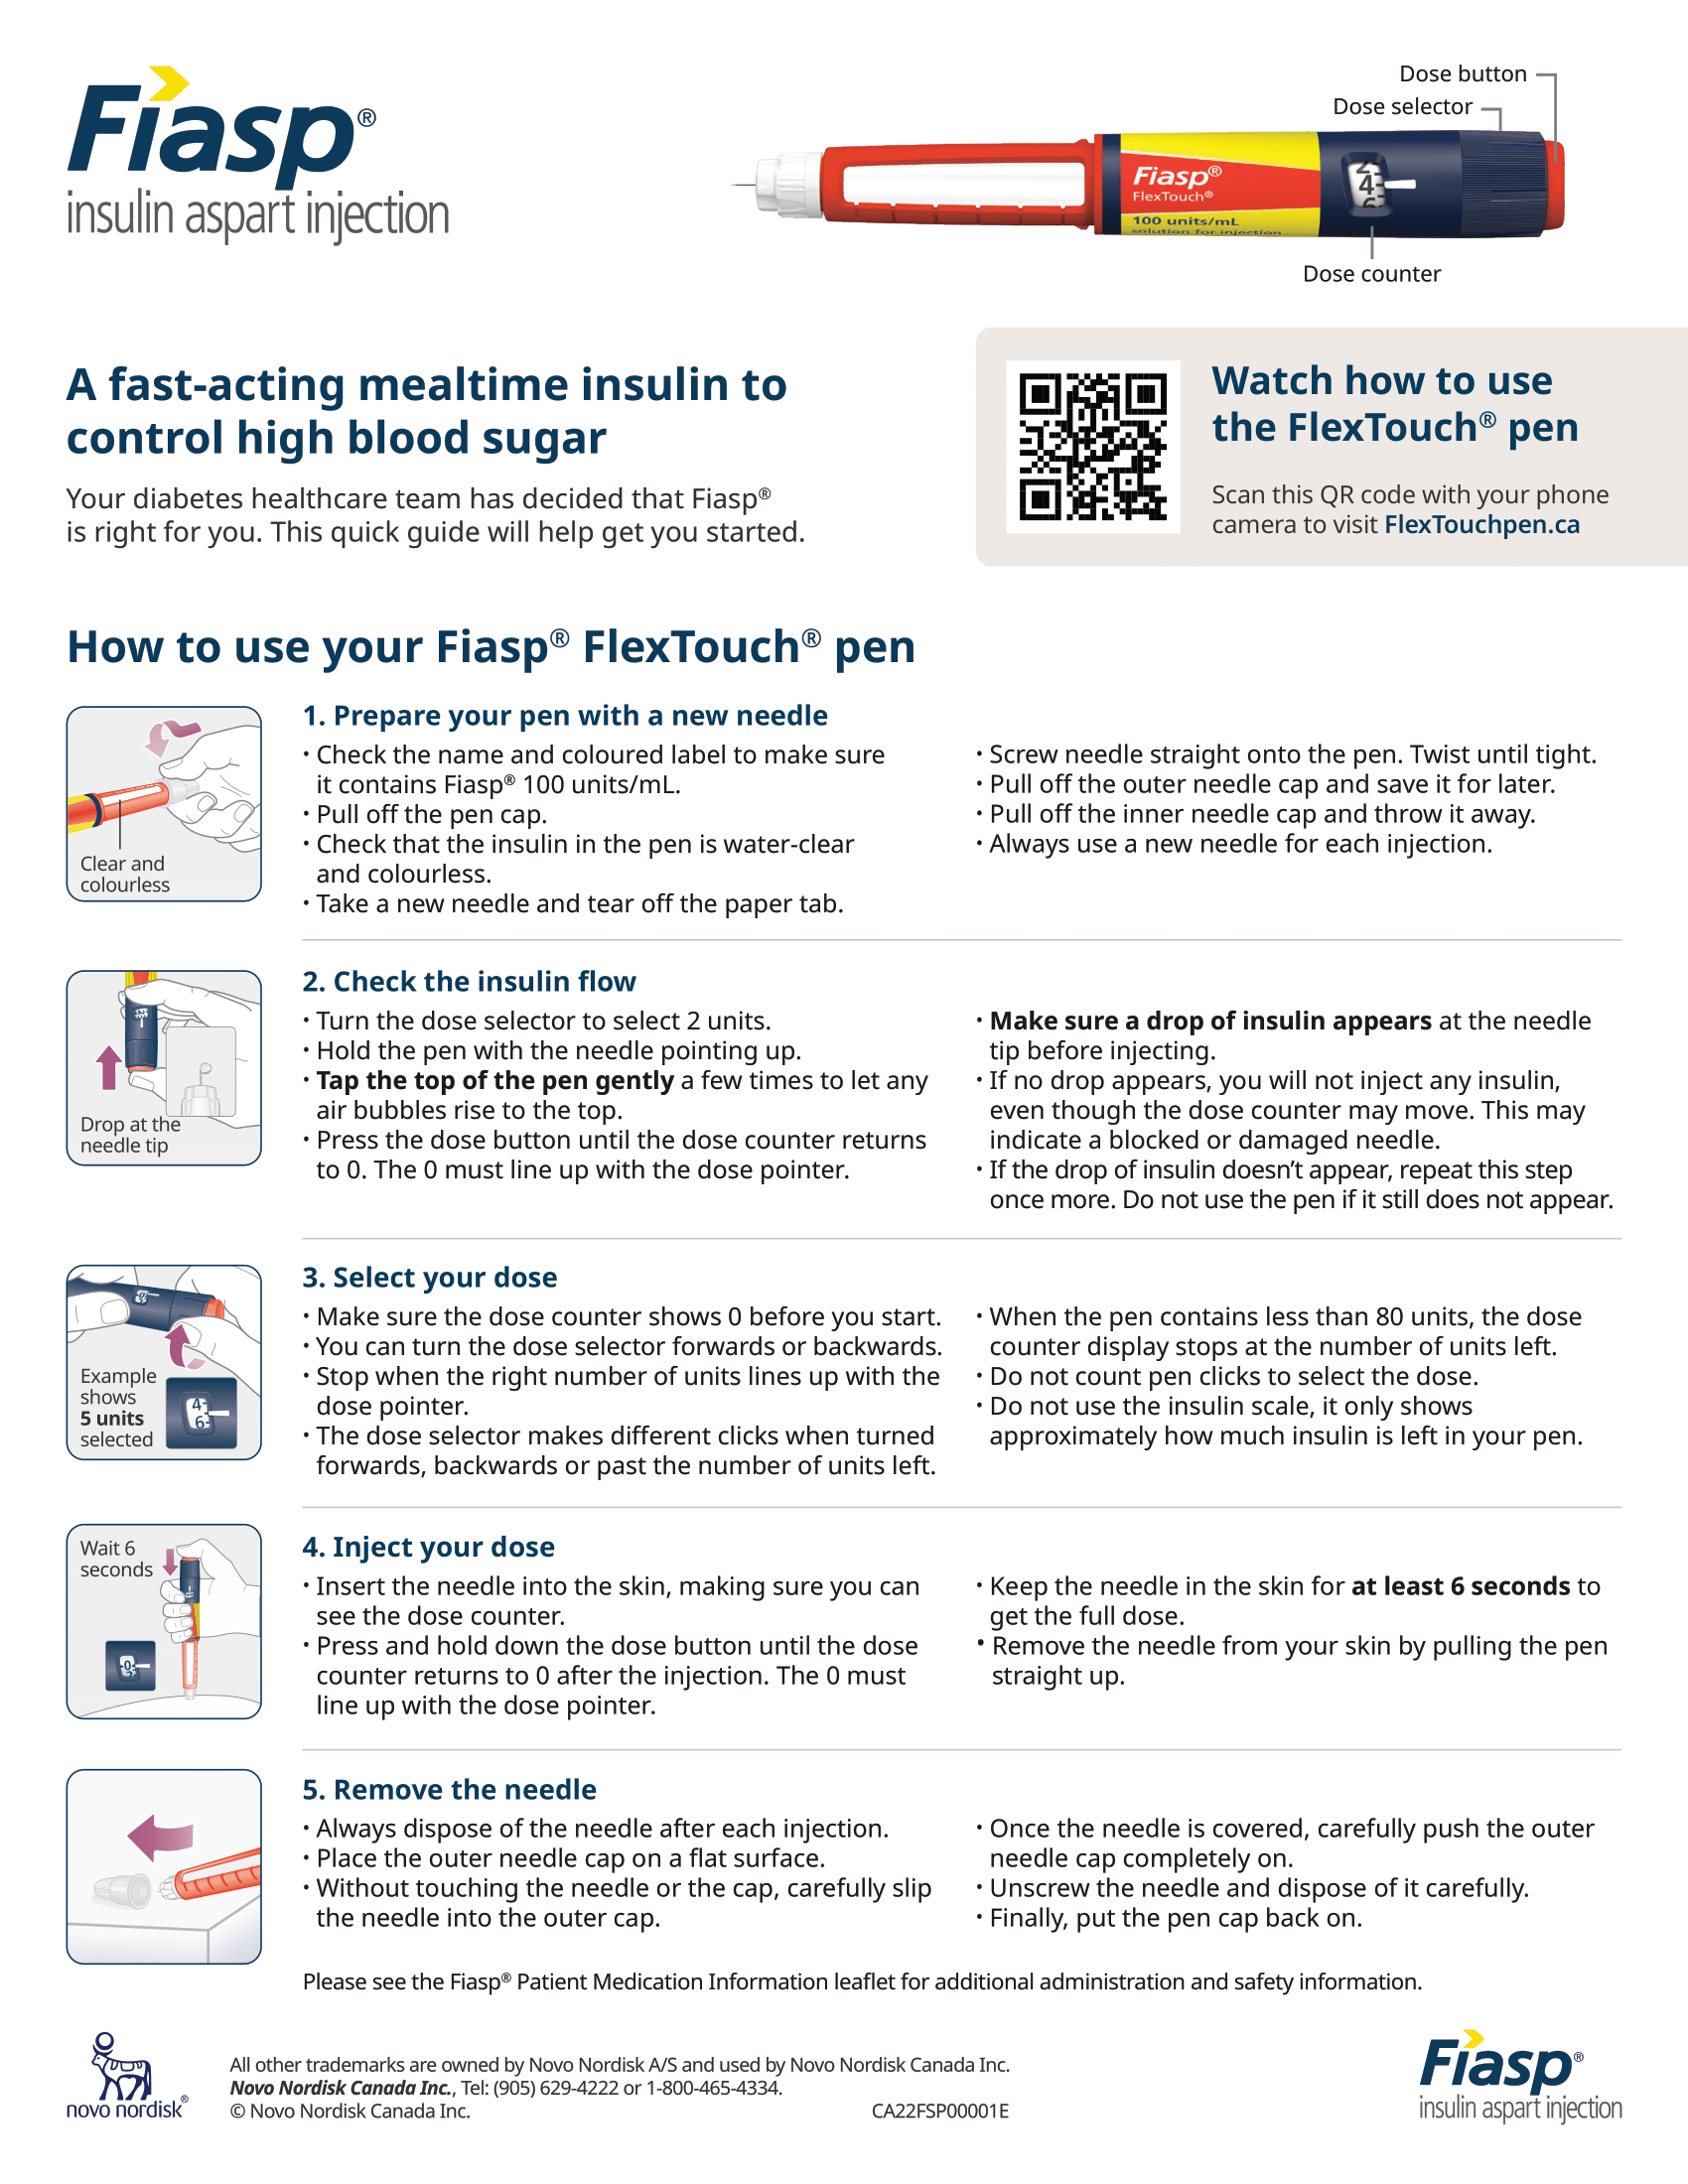 Fiasp®
insulin aspart injection
Dose button
Dose selector
2
4
6
Fiasp®
FlexTouch®
100 units/mL
solution for injection
Dose counter
A fast-acting mealtime insulin to
control high blood sugar
Your diabetes healthcare team has decided that Fiasp®
is right for you. This quick guide will help get you started.
Watch how to use
the FlexTouch® pen
Scan this QR code with your phone
camera to visit FlexTouchpen.ca
How to use your Fiasp® FlexTouch® pen
Clear and
colourless
1. Prepare your pen with a new needle
· Check the name and coloured label to make sure
it contains Fiasp® 100 units/mL.
· Pull off the pen cap.
· Check that the insulin in the pen is water-clear
and colourless.
· Take a new needle and tear off the paper tab.
· Screw needle straight onto the pen. Twist until tight.
· Pull off the outer needle cap and save it for later.
· Pull off the inner needle cap and throw it away.
· Always use a new needle for each injection.
Drop at the
needle tip
2. Check the insulin flow
· Turn the dose selector to select 2 units.
· Hold the pen with the needle pointing up.
· Tap the top of the pen gently a few times to let any
air bubbles rise to the top.
· Press the dose button until the dose counter returns
to 0. The 0 must line up with the dose pointer.
· Make sure a drop of insulin appears at the needle
tip before injecting.
· If no drop appears, you will not inject any insulin,
even though the dose counter may move. This may
indicate a blocked or damaged needle.
· If the drop of insulin doesn’t appear, repeat this step
once more. Do not use the pen if it still does not appear.
Example
shows
5 units
selected
4
6
3. Select your dose
· Make sure the dose counter shows 0 before you start.
· You can turn the dose selector forwards or backwards.
· Stop when the right number of units lines up with the
dose pointer.
· The dose selector makes different clicks when turned
forwards, backwards or past the number of units left.
· When the pen contains less than 80 units, the dose
counter display stops at the number of units left.
· Do not count pen clicks to select the dose.
· Do not use the insulin scale, it only shows
approximately how much insulin is left in your pen.
Wait 6
seconds
0
4. Inject your dose
· Insert the needle into the skin, making sure you can
see the dose counter.
· Press and hold down the dose button until the dose
counter returns to 0 after the injection. The 0 must
line up with the dose pointer.
· Keep the needle in the skin for at least 6 seconds to
get the full dose.
• Remove the needle from your skin by pulling the pen
straight up.
5. Remove the needle
· Always dispose of the needle after each injection.
· Place the outer needle cap on a flat surface.
· Without touching the needle or the cap, carefully slip
the needle into the outer cap.
· Once the needle is covered, carefully push the outer
needle cap completely on.
· Unscrew the needle and dispose of it carefully.
· Finally, put the pen cap back on.
Please see the Fiasp® Patient Medication Information leaflet for additional administration and safety information.
novo nordisk®
All other trademarks are owned by Novo Nordisk A/S and used by Novo Nordisk Canada Inc.
Novo Nordisk Canada Inc., Tel: (905) 629-4222 or 1-800-465-4334.
© Novo Nordisk Canada Inc.
CA22FSP00001E
Fiasp®
insulin aspart injection